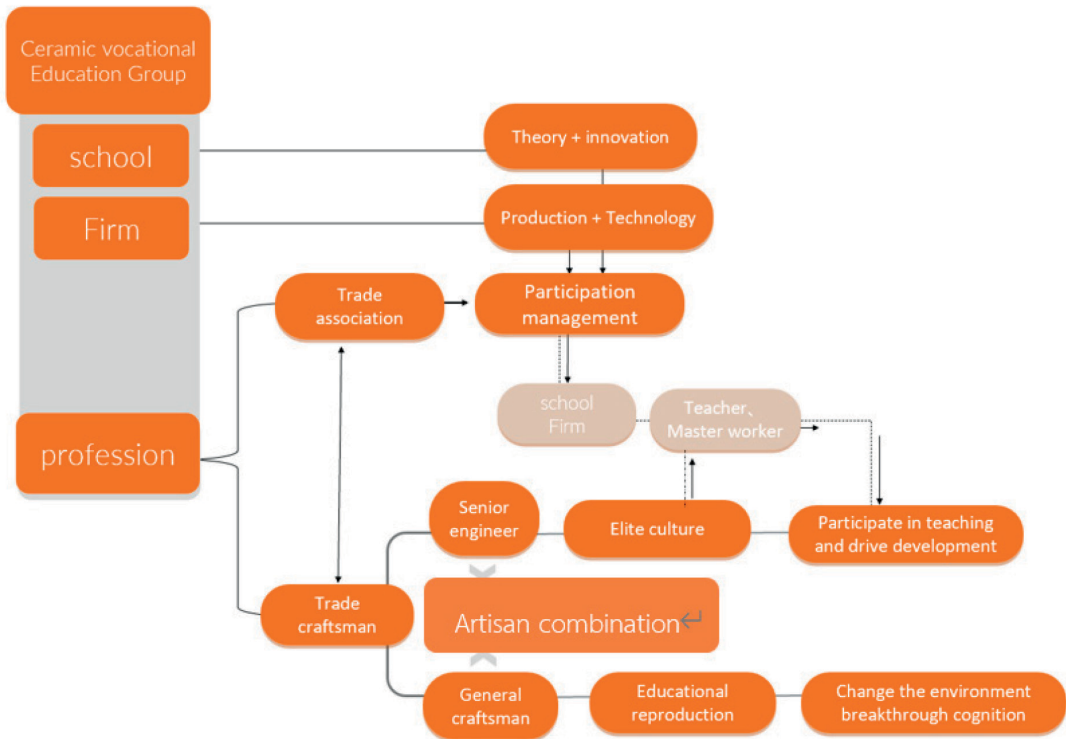 Ceramic vocational
Education Group
school
Theory + innovation
Firm
Production + Technology
Trade
association
Participation
management
school
Firm
Teacher、
Master worker
profession
Senior
engineer
Elite culture
Participate in teaching
and drive development
Trade
craftsman
Artisan combination↵
General
craftsman
Educational
reproduction
Change the environment
breakthrough cognition